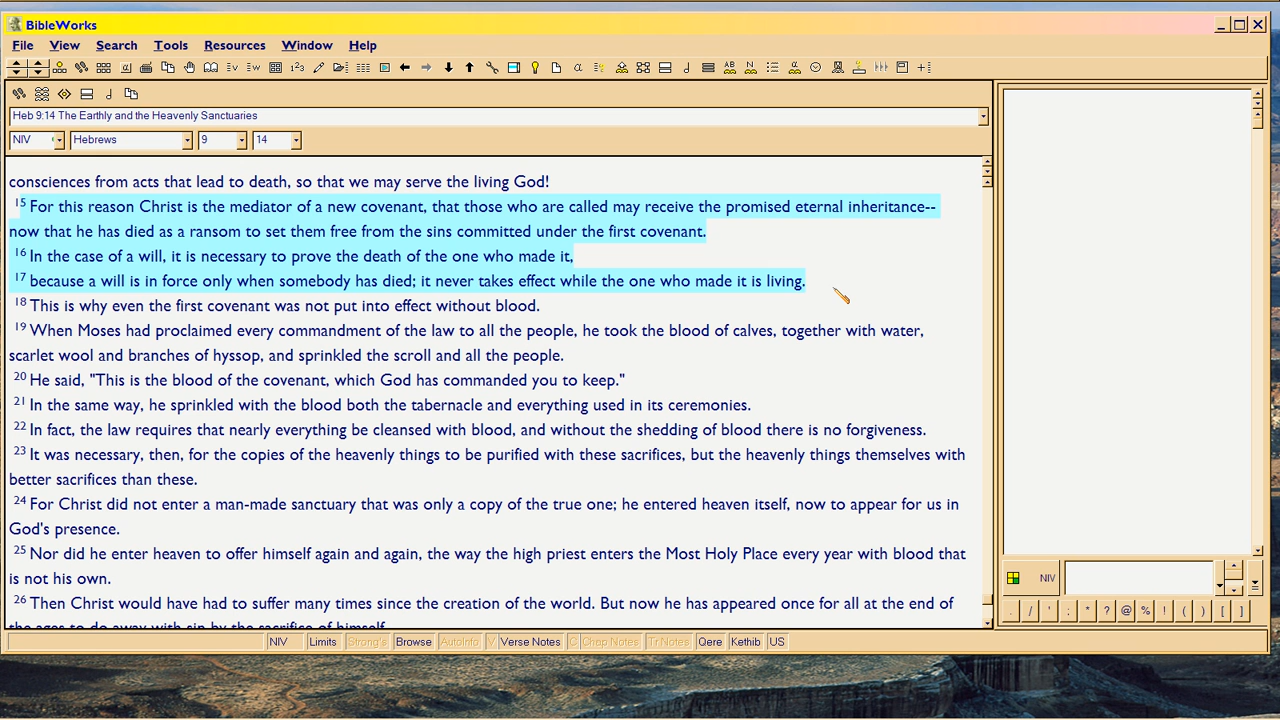 BibleWorks
File View Search Tools Resources Window Help
Heb 9:14 The Earthly and the Heavenly Sanctuaries
NIV Hebrews 9 14
consciences from acts that lead to death, so that we may serve the living God!
15 For this reason Christ is the mediator of a new covenant, that those who are called may receive the promised eternal inheritance--
now that he has died as a ransom to set them free from the sins committed under the first covenant.
16 In the case of a will, it is necessary to prove the death of the one who made it,
17 because a will is in force only when somebody has died; it never takes effect while the one who made it is living.
18 This is why even the first covenant was not put into effect without blood.
19 When Moses had proclaimed every commandment of the law to all the people, he took the blood of calves, together with water,
scarlet wool and branches of hyssop, and sprinkled the scroll and all the people.
20 He said, "This is the blood of the covenant, which God has commanded you to keep."
21 In the same way, he sprinkled with the blood both the tabernacle and everything used in its ceremonies.
22 In fact, the law requires that nearly everything be cleansed with blood, and without the shedding of blood there is no forgiveness.
23 It was necessary, then, for the copies of the heavenly things to be purified with these sacrifices, but the heavenly things themselves with
better sacrifices than these.
24 For Christ did not enter a man-made sanctuary that was only a copy of the true one; he entered heaven itself, now to appear for us in
God's presence.
25 Nor did he enter heaven to offer himself again and again, the way the high priest enters the Most Holy Place every year with blood that
is not his own.
26 Then Christ would have had to suffer many times since the creation of the world. But now he has appeared once for all at the end of
the ages to do away with sin by the sacrifice of himself.
NIV
. / ' ; * ? @ % ! ( ) [ ]
NIV Limits Strong's Browse AutoInfo V Verse Notes C Chap Notes Tr.Notes Qere Kethib US